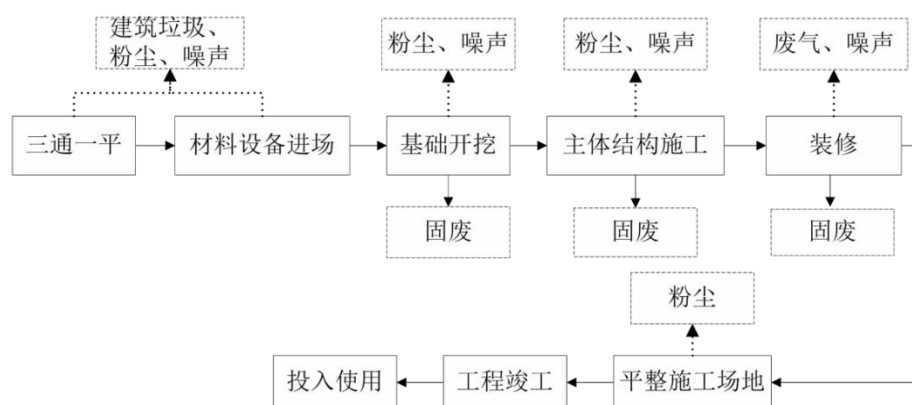 建筑垃圾、
粉尘、噪声
粉尘、噪声
粉尘、噪声
废气、噪声
三通一平
材料设备进场
基础开挖
主体结构施工
装修
固废
固废
固废
粉尘
投入使用
工程竣工
平整施工场地